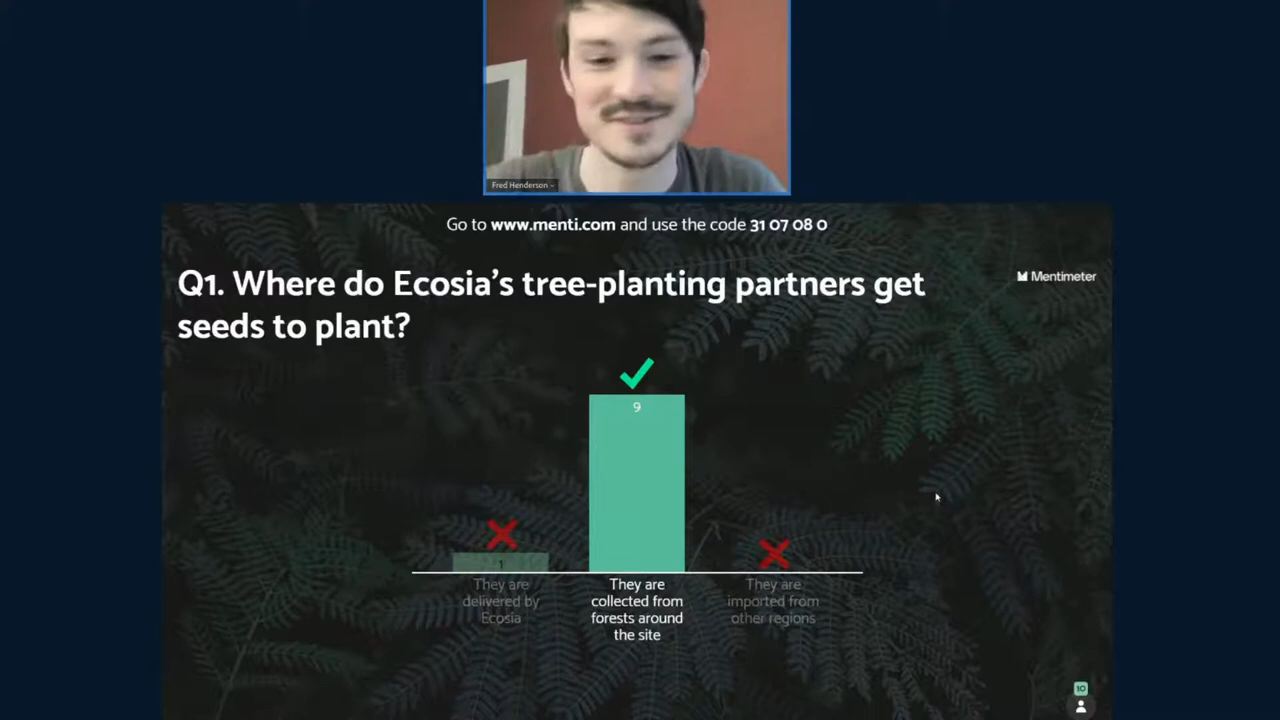 Fred Henderson
Go to www.menti.com and use the code 31 07 08 0
Q1. Where do Ecosia's tree-planting partners get
seeds to plant?
Mentimeter
9
1
They are
delivered by
Ecosia
They are
collected from
forests around
the site
They are
imported from
other regions
10